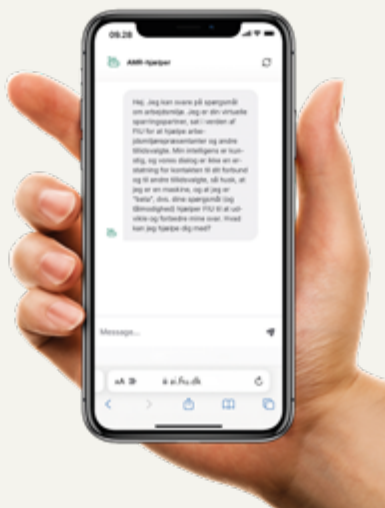 09.28
AMR-hjælper
Hej. Jeg kan svare på spørgsmål
om arbejdsmiljø. Jeg er din virtuelle
sparringspartner, sat i verden af
FIU for at hjælpe arbe-
jdsmiljørepræsentanter og andre
tillidsvalgte. Min intelligens er kun-
stig, og vores dialog er ikke en er-
statning for kontakten til dit forbund
og til andre tillidsvalgte, så husk, at
jeg er en maskine, og at jeg er
"beta", dvs. dine spørgsmål (og
tålmodighed) hjælper FIU til at ud-
vikle og forbedre mine svar. Hvad
kan jeg hjælpe dig med?
Message...
AA ai.fiu.dk